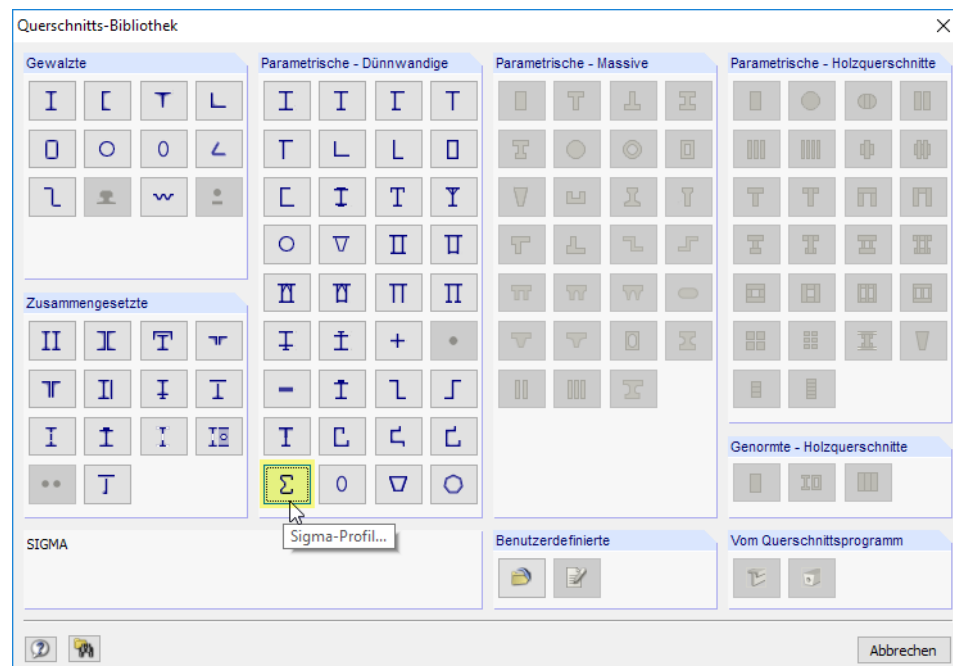 Querschnitts-Bibliothek
Gewalzte
Parametrische - Dünnwandige
Parametrische - Massive
Parametrische - Holzquerschnitte
Zusammengesetzte
Genormte - Holzquerschnitte
Sigma-Profil...
SIGMA
Benutzerdefinierte
Vom Querschnittsprogramm
Abbrechen